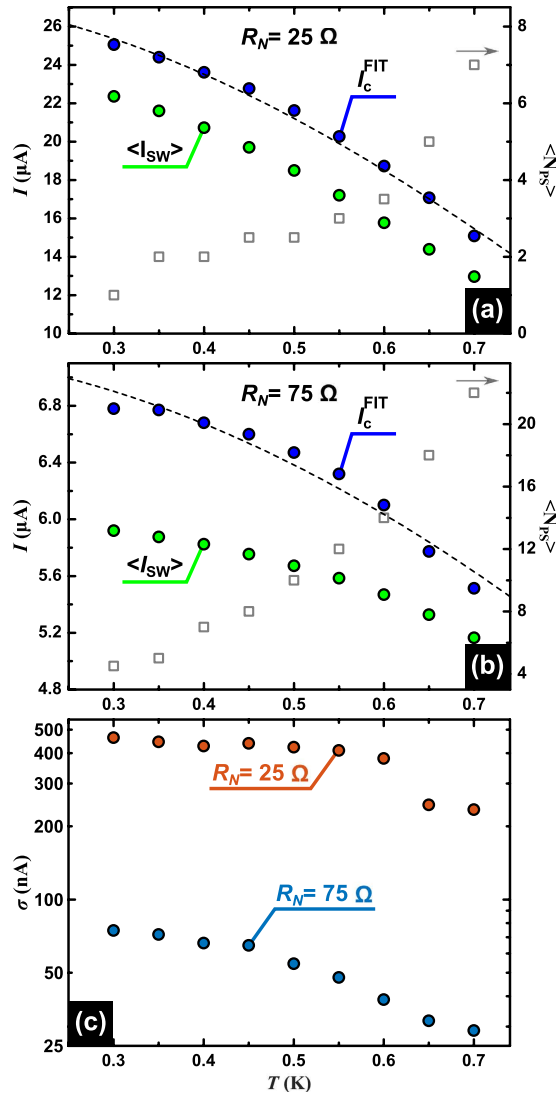 26
24
22
20
18
16
14
12
10
I (μA)
R_N = 25 Ω
I_c^FIT
<I_SW>
8
6
4
2
0
<N_PS>
(a)
0.3 0.4 0.5 0.6 0.7
6.8
6.4
6.0
5.6
5.2
4.8
I (μA)
R_N = 75 Ω
I_c^FIT
<I_SW>
20
16
12
8
4
<N_PS>
(b)
0.3 0.4 0.5 0.6 0.7
500
400
300
200
100
50
25
σ (nA)
R_N = 25 Ω
R_N = 75 Ω
(c)
0.3 0.4 0.5 0.6 0.7
T (K)